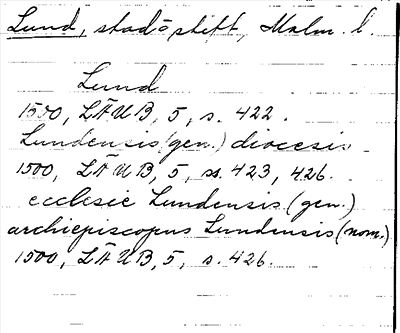 Lund, stad o stift, Malm. l.
Lund
1500, LÄUB, 5, s. 422.
Lundensis (gen.) diocesis
1500, LÄUB, 5, ss. 423, 426.
ecclesie Lundensis (gen.)
archiepiscopus Lundensis (nom.)
1500, LÄUB, 5, s. 426.